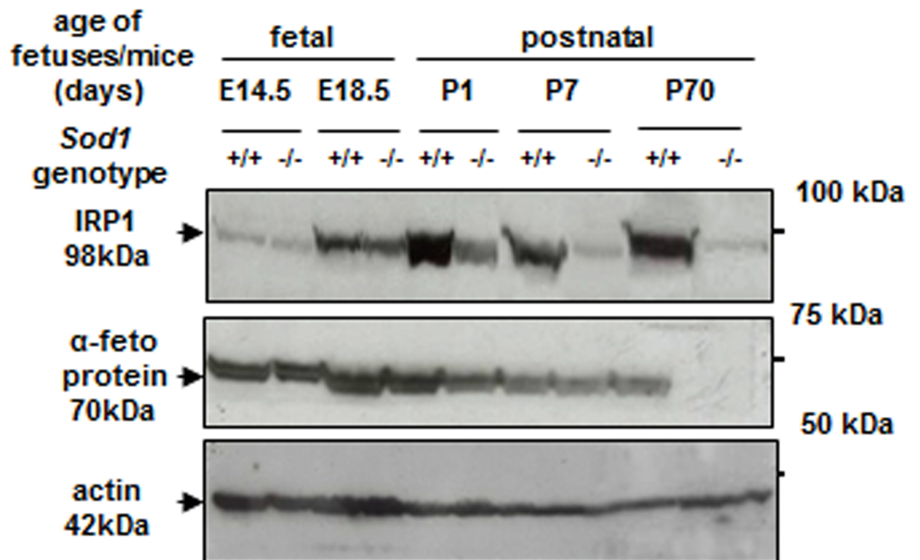 age of
fetuses/mice
(days)
fetal
postnatal
E14.5 E18.5 P1 P7 P70
Sod1
genotype
+/+ -/- +/+ -/- +/+ -/- +/+ -/- +/+ -/-
100 kDa
IRP1
98kDa
75 kDa
α-feto
protein
70kDa
50 kDa
actin
42kDa